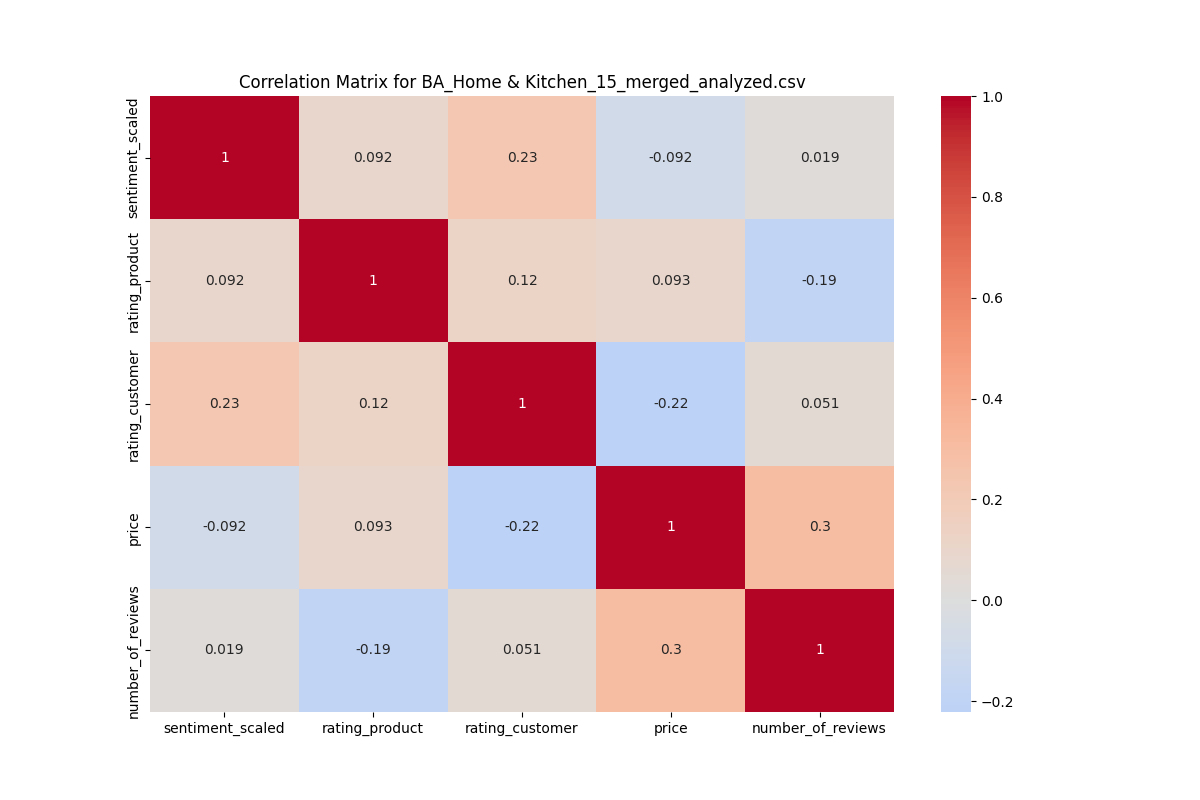 Correlation Matrix for BA_Home & Kitchen_15_merged_analyzed.csv
sentiment_scaled
1
0.092
0.23
-0.092
0.019
rating_product
0.092
1
0.12
0.093
-0.19
rating_customer
0.23
0.12
1
-0.22
0.051
price
-0.092
0.093
-0.22
1
0.3
number_of_reviews
0.019
-0.19
0.051
0.3
1
sentiment_scaled
rating_product
rating_customer
price
number_of_reviews
1.0
0.8
0.6
0.4
0.2
0.0
−0.2